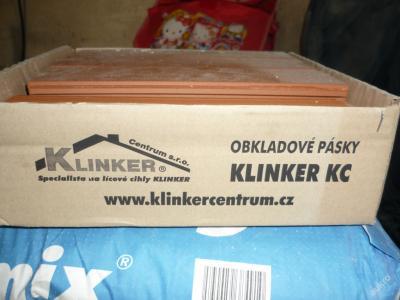 Centrum s.r.o.
KLINKER®
Specialista na lícové cihly KLINKER
OBKLADOVÉ PÁSKY
KLINKER KC
www.klinkercentrum.cz
mix®